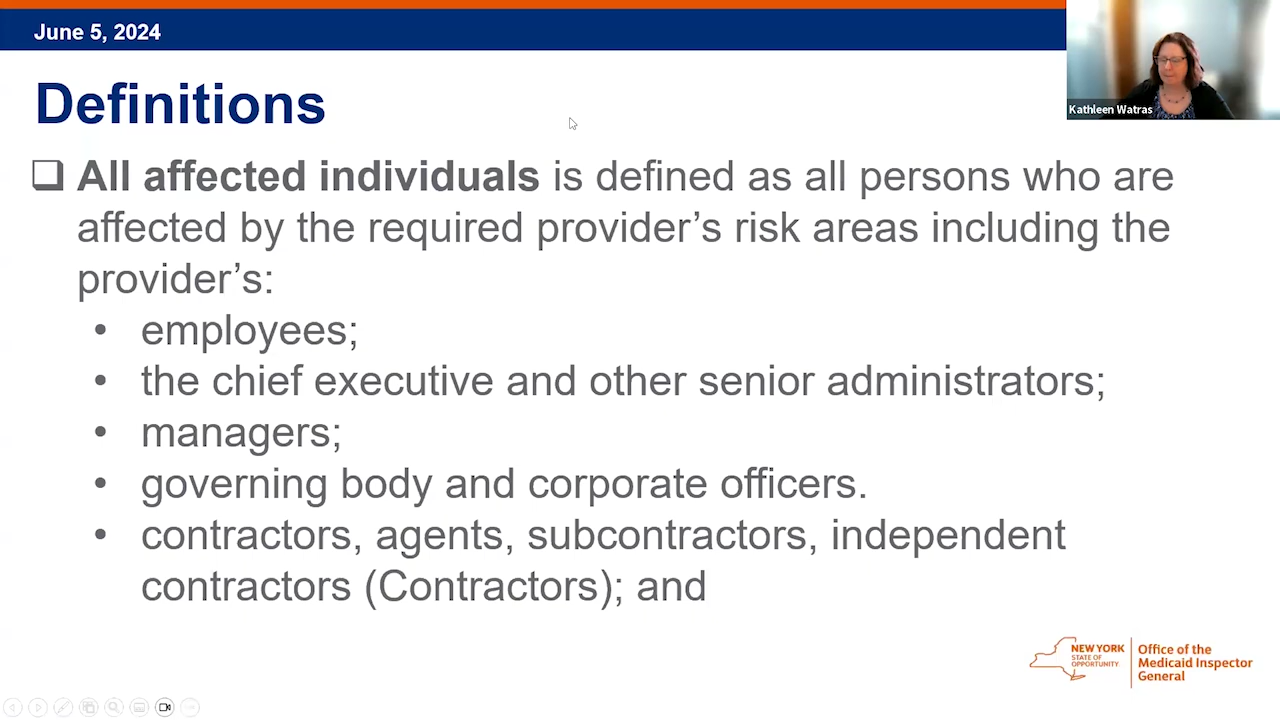 June 5, 2024
Kathleen Watras
Definitions
All affected individuals is defined as all persons who are
affected by the required provider’s risk areas including the
provider’s:
• employees;
• the chief executive and other senior administrators;
• managers;
• governing body and corporate officers.
• contractors, agents, subcontractors, independent
contractors (Contractors); and
NEW YORK
STATE OF
OPPORTUNITY.
Office of the
Medicaid Inspector
General